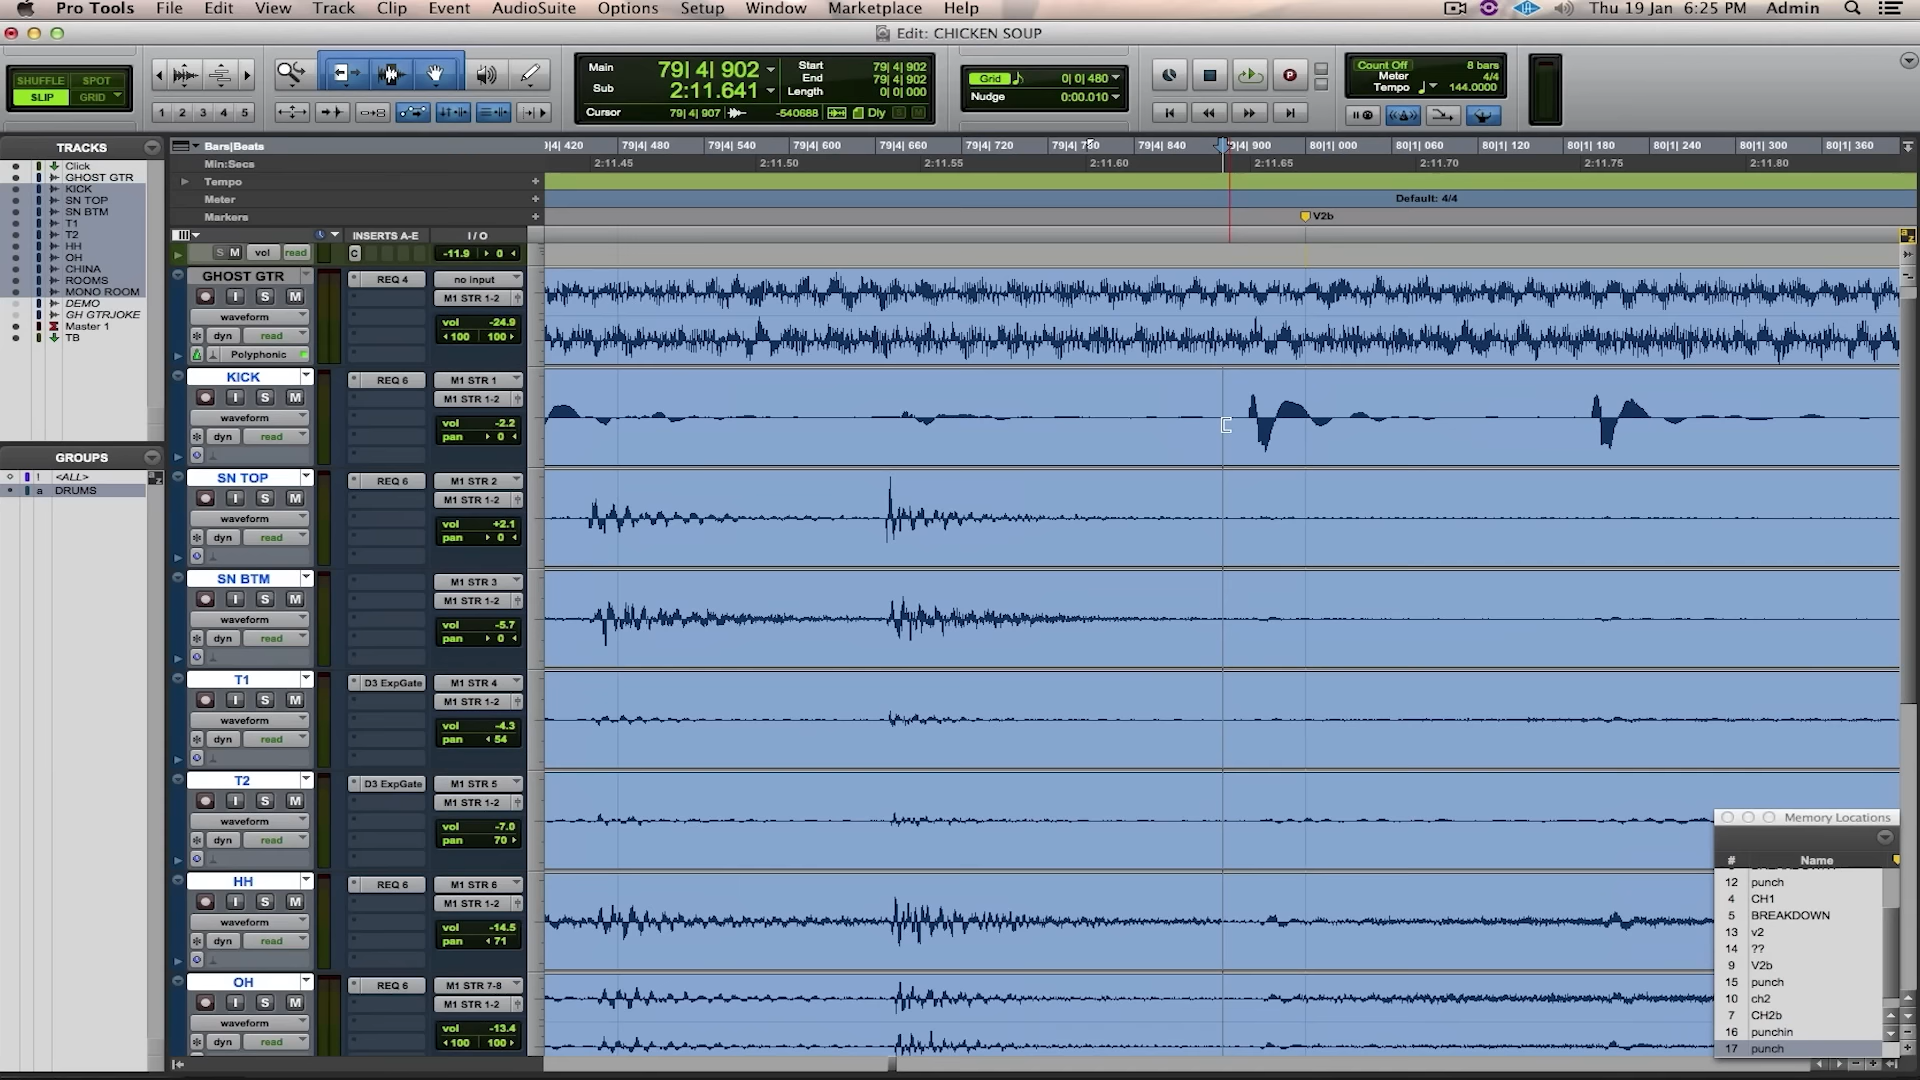 Pro Tools File Edit View Track Clip Event AudioSuite Options Setup Window Marketplace Help Thu 19 Jan 6:25 PM Admin
Edit: CHICKEN SOUP
SHUFFLE SPOT
SLIP GRID
1 2 3 4 5
Main 79| 4| 902
Sub 2:11.641
Start 79| 4| 902
End 79| 4| 902
Length 0| 0| 000
Cursor 79| 4| 907 -540688 Dly S M
Grid 0| 0| 480
Nudge 0:00.010
Count Off 8 bars
Meter 4/4
Tempo 144.0000
TRACKS
Click
GHOST GTR
KICK
SN TOP
SN BTM
T1
T2
HH
OH
CHINA
ROOMS
MONO ROOM
DEMO
GH GTRJOKE
Master 1
TB
GROUPS
1 <ALL>
a DRUMS
Bars|Beats
Min:Secs
Tempo
Meter
Markers
|4| 420 79|4| 480 79|4| 540 79|4| 600 79|4| 660 79|4| 720 79|4| 780 79|4| 840 79|4| 900 80|1| 000 80|1| 060 80|1| 120 80|1| 180 80|1| 240 80|1| 300 80|1| 360
2:11.45 2:11.50 2:11.55 2:11.60 2:11.65 2:11.70 2:11.75 2:11.80
Default: 4/4
V2b
INSERTS A-E I / O
S M vol read C -11.9 0
GHOST GTR REQ 4 no input
I S M M1 STR 1-2
waveform vol -24.9
dyn read 100 100
Polyphonic
KICK REQ 6 M1 STR 1
I S M M1 STR 1-2
waveform vol -2.2
dyn read pan 0
SN TOP REQ 6 M1 STR 2
I S M M1 STR 1-2
waveform vol +2.1
dyn read pan 0
SN BTM M1 STR 3
I S M M1 STR 1-2
waveform vol -5.7
dyn read pan 0
T1 D3 ExpGate M1 STR 4
I S M M1 STR 1-2
waveform vol -4.3
dyn read pan 54
T2 D3 ExpGate M1 STR 5
I S M M1 STR 1-2
waveform vol -7.0
dyn read pan 70
HH REQ 6 M1 STR 6
I S M M1 STR 1-2
waveform vol -14.5
dyn read pan 71
OH REQ 6 M1 STR 7-8
I S M M1 STR 1-2
waveform vol -13.4
dyn read 100 100
Memory Locations
# Name
12 punch
4 CH1
5 BREAKDOWN
13 v2
14 ??
9 V2b
15 punch
10 ch2
7 CH2b
16 punchin
17 punch